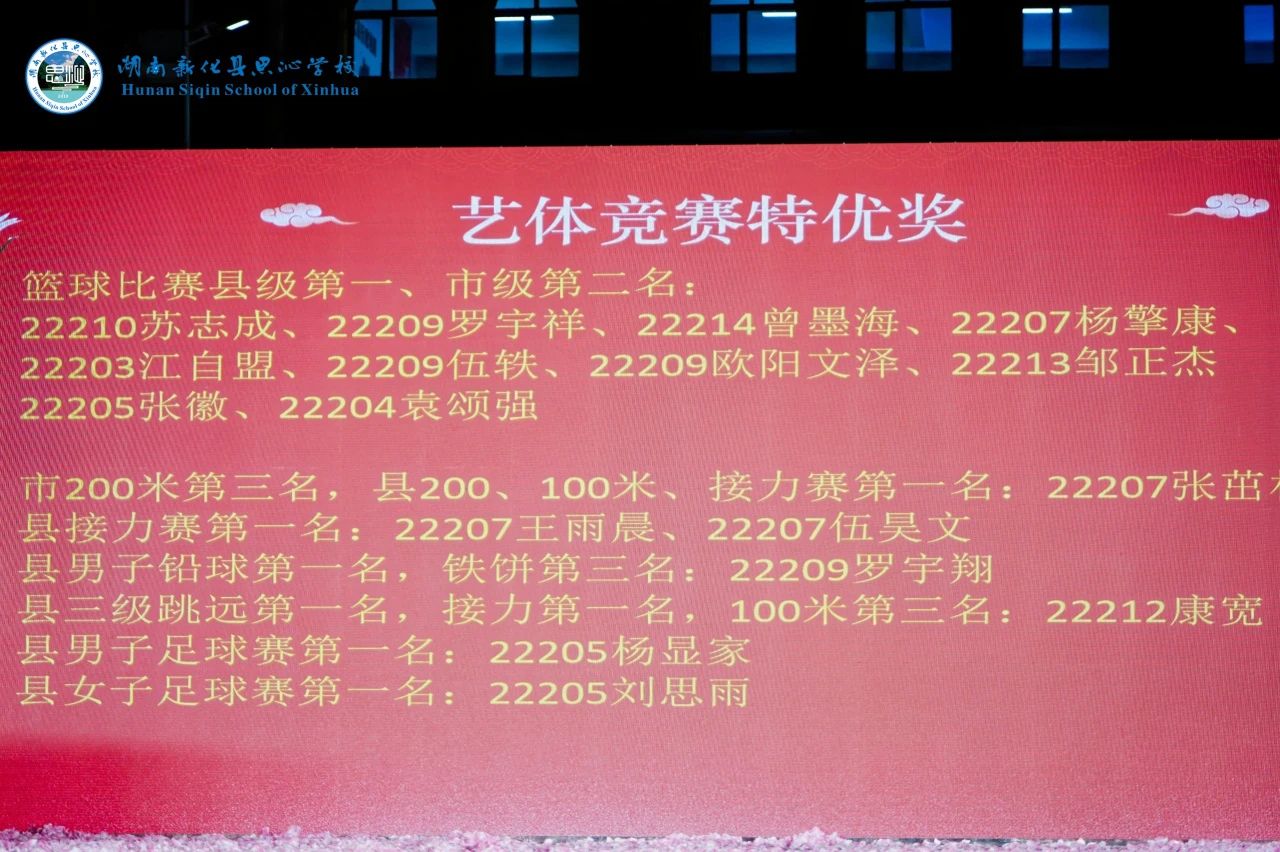 湖南新化县思沁学校
Hunan Siqin School of Xinhua
艺体竞赛特优奖
篮球比赛县级第一、市级第二名：
22210苏志成、22209罗宇祥、22214曾墨海、22207杨擎康、
22203江自盟、22209伍轶、22209欧阳文泽、22213邹正杰
22205张徽、22204袁颂强
市200米第三名，县200、100米、接力赛第一名：22207张茁
县接力赛第一名：22207王雨晨、22207伍昊文
县男子铅球第一名，铁饼第三名：22209罗宇翔
县三级跳远第一名，接力第一名，100米第三名：22212康宽
县男子足球赛第一名：22205杨显家
县女子足球赛第一名：22205刘思雨